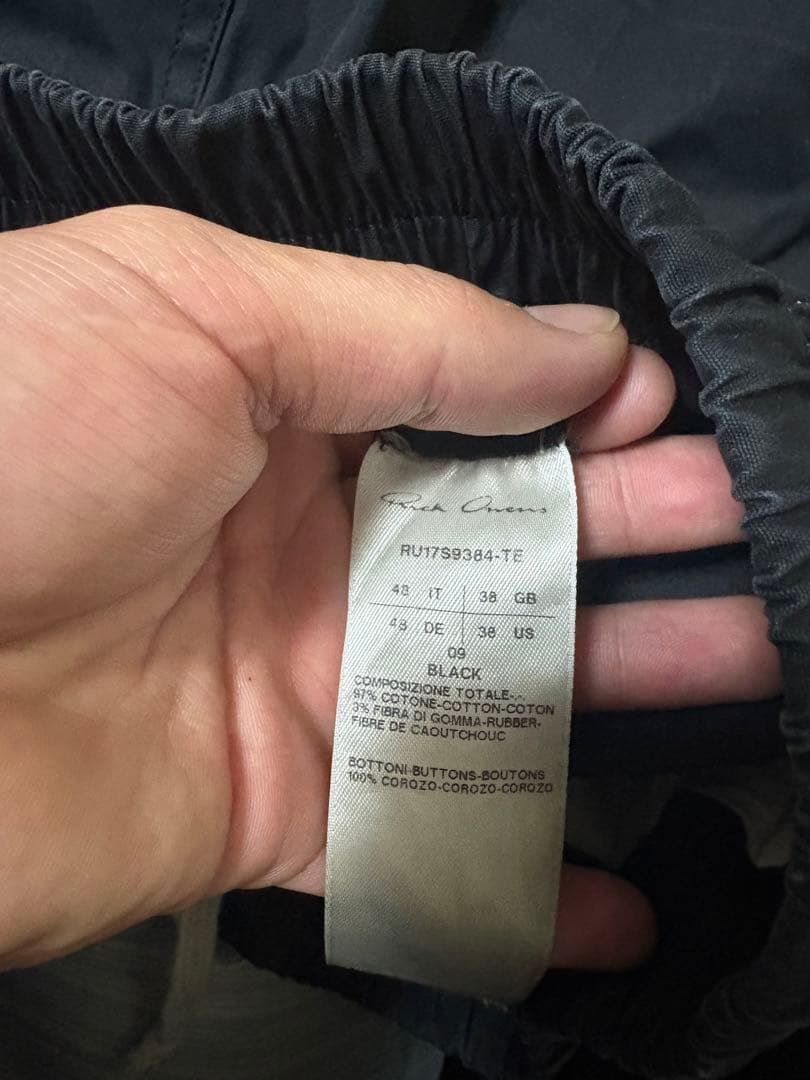 Rick Owens
RU17S9384-TE
48 IT 38 GB
48 DE 38 US
09
BLACK
COMPOSIZIONE TOTALE-.-.
97% COTONE-COTTON-COTON
3% FIBRA DI GOMMA-RUBBER-
FIBRE DE CAOUTCHOUC
BOTTONI-BUTTONS-BOUTONS
100% COROZO-COROZO-COROZO